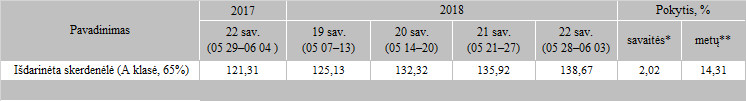 Pavadinimas 2017 2018 Pokytis, %
22 sav. (05 29–06 04 ) 19 sav. (05 07–13) 20 sav. (05 14–20) 21 sav. (05 21–27) 22 sav. (05 28–06 03) savaitės* metų**
Išdarinėta skerdenėlė (A klasė, 65%) 121,31 125,13 132,32 135,92 138,67 2,02 14,31